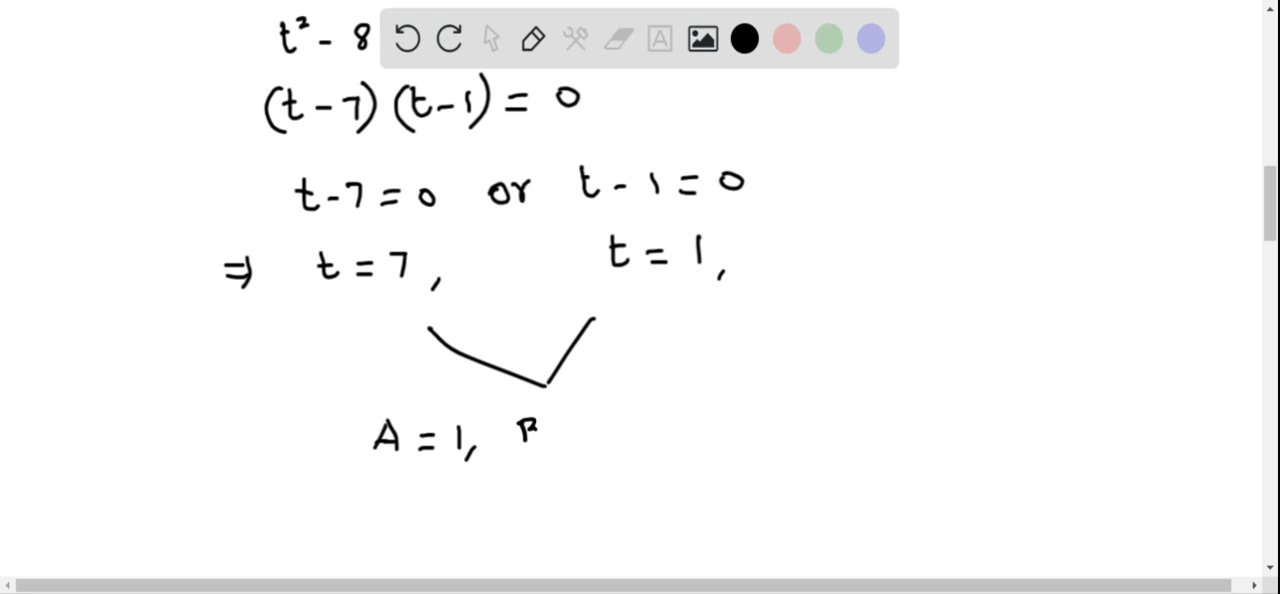 t² - 8
(t - 7) (t - 1) = 0
t - 7 = 0 or t - 1 = 0
⇒ t = 7 , t = 1 ,
A = 1,